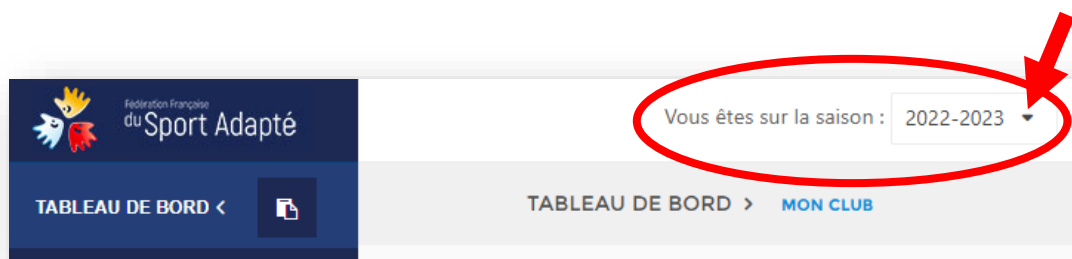 Fédération Française
du Sport Adapté
Vous êtes sur la saison : 2022-2023
TABLEAU DE BORD <
TABLEAU DE BORD > MON CLUB